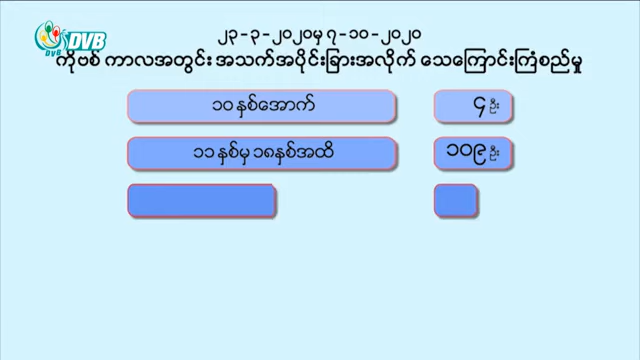 DVB
DVB
၂၃-၃-၂၀၂၀မှ ၇-၁၀-၂၀၂၀
ကိုဗစ် ကာလအတွင်း အသက်အပိုင်းခြားအလိုက် သေကြောင်းကြံစည်မှု
၁၀ နှစ်အောက် ၄ ဦး
၁၁ နှစ်မှ ၁၈ နှစ်အထိ ၁၀၉ ဦး